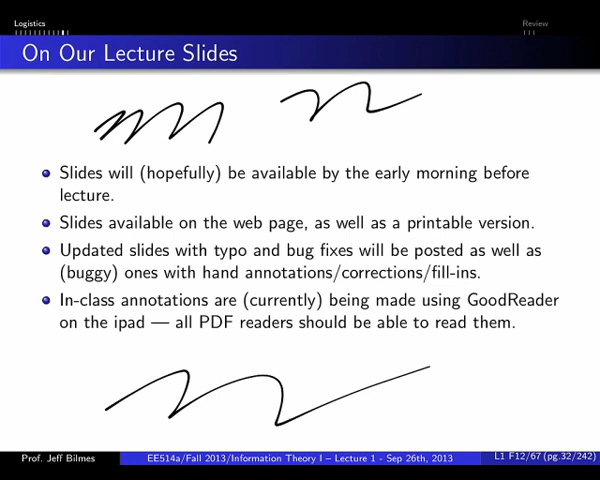 Logistics
Review
On Our Lecture Slides
Slides will (hopefully) be available by the early morning before
lecture.
Slides available on the web page, as well as a printable version.
Updated slides with typo and bug fixes will be posted as well as
(buggy) ones with hand annotations/corrections/fill-ins.
In-class annotations are (currently) being made using GoodReader
on the ipad — all PDF readers should be able to read them.
Prof. Jeff Bilmes
EE514a/Fall 2013/Information Theory I – Lecture 1 - Sep 26th, 2013
L1 F12/67 (pg.32/242)